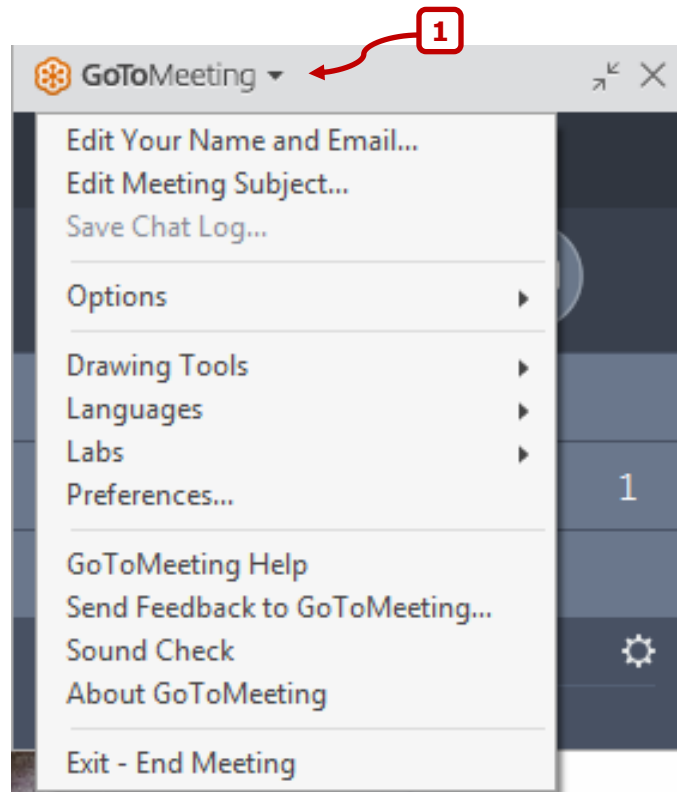 1
GoToMeeting
Edit Your Name and Email...
Edit Meeting Subject...
Save Chat Log...
Options
Drawing Tools
Languages
Labs
Preferences...
1
GoToMeeting Help
Send Feedback to GoToMeeting...
Sound Check
About GoToMeeting
Exit - End Meeting